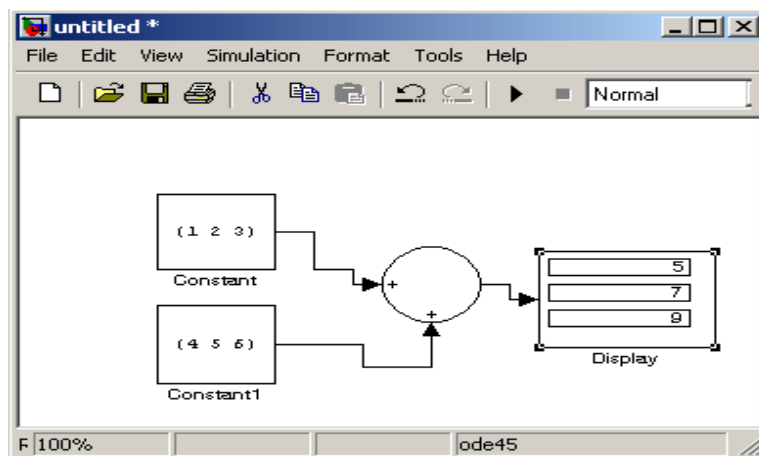 untitled *
File Edit View Simulation Format Tools Help
Normal
(1 2 3)
Constant
+
+
5
7
9
Display
(4 5 6)
Constant1
F 100%
ode45